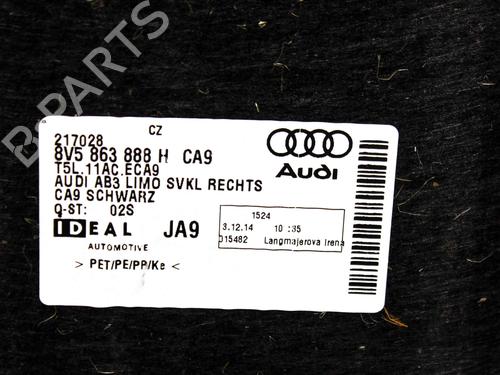 217028 CZ
8V5 863 888 H CA9
T5L.11AC.ECA9
AUDI AB3 LIMO SVKL RECHTS
CA9 SCHWARZ
Q-ST: 02S
IDEAL JA9
AUTOMOTIVE
> PET/PE/PP/Ke >
Audi
1524
3.12.14 10:35
015482 Langmajerova Irena
B-PARTS